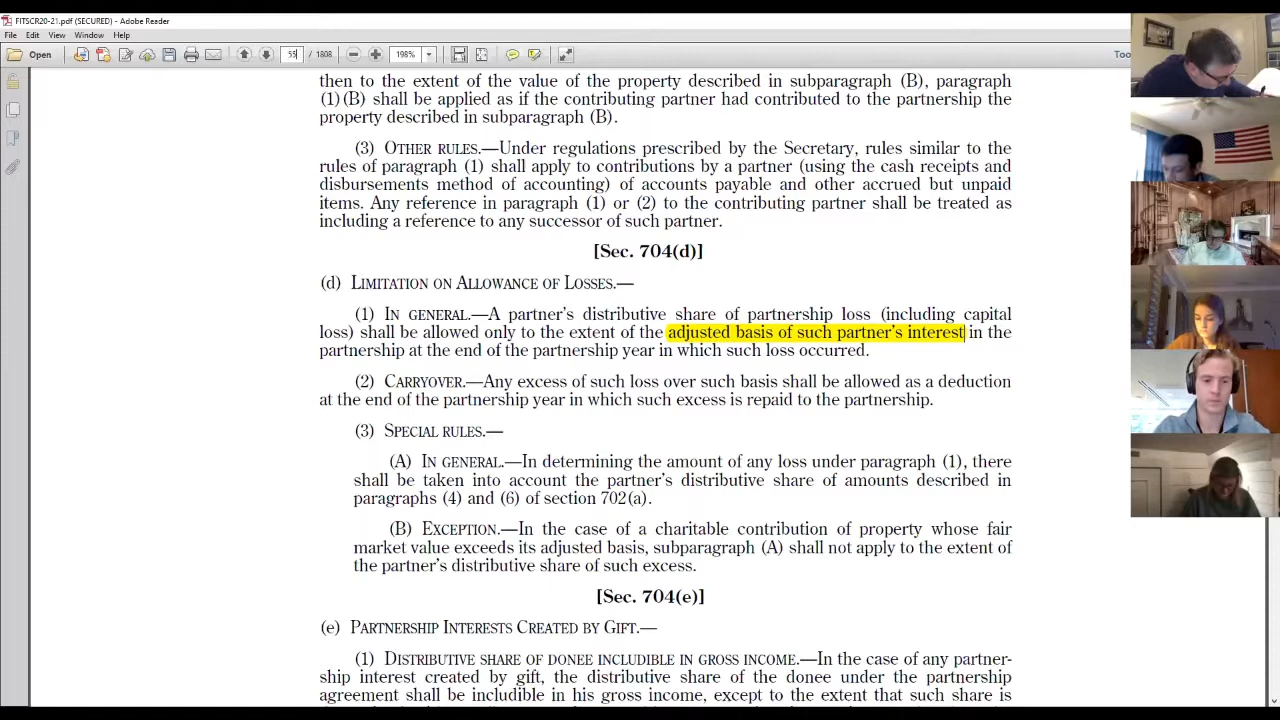 FITSCR20-21.pdf (SECURED) - Adobe Reader
File Edit View Window Help
Open 55 / 1808 198% Too
then to the extent of the value of the property described in subparagraph (B), paragraph
(1)(B) shall be applied as if the contributing partner had contributed to the partnership the
property described in subparagraph (B).
(3) OTHER RULES.—Under regulations prescribed by the Secretary, rules similar to the
rules of paragraph (1) shall apply to contributions by a partner (using the cash receipts and
disbursements method of accounting) of accounts payable and other accrued but unpaid
items. Any reference in paragraph (1) or (2) to the contributing partner shall be treated as
including a reference to any successor of such partner.
[Sec. 704(d)]
(d) LIMITATION ON ALLOWANCE OF LOSSES.—
(1) IN GENERAL.—A partner's distributive share of partnership loss (including capital
loss) shall be allowed only to the extent of the adjusted basis of such partner's interest in the
partnership at the end of the partnership year in which such loss occurred.
(2) CARRYOVER.—Any excess of such loss over such basis shall be allowed as a deduction
at the end of the partnership year in which such excess is repaid to the partnership.
(3) SPECIAL RULES.—
(A) IN GENERAL.—In determining the amount of any loss under paragraph (1), there
shall be taken into account the partner's distributive share of amounts described in
paragraphs (4) and (6) of section 702(a).
(B) EXCEPTION.—In the case of a charitable contribution of property whose fair
market value exceeds its adjusted basis, subparagraph (A) shall not apply to the extent of
the partner's distributive share of such excess.
[Sec. 704(e)]
(e) PARTNERSHIP INTERESTS CREATED BY GIFT.—
(1) DISTRIBUTIVE SHARE OF DONEE INCLUDIBLE IN GROSS INCOME.—In the case of any partner-
ship interest created by gift, the distributive share of the donee under the partnership
agreement shall be includible in his gross income, except to the extent that such share is